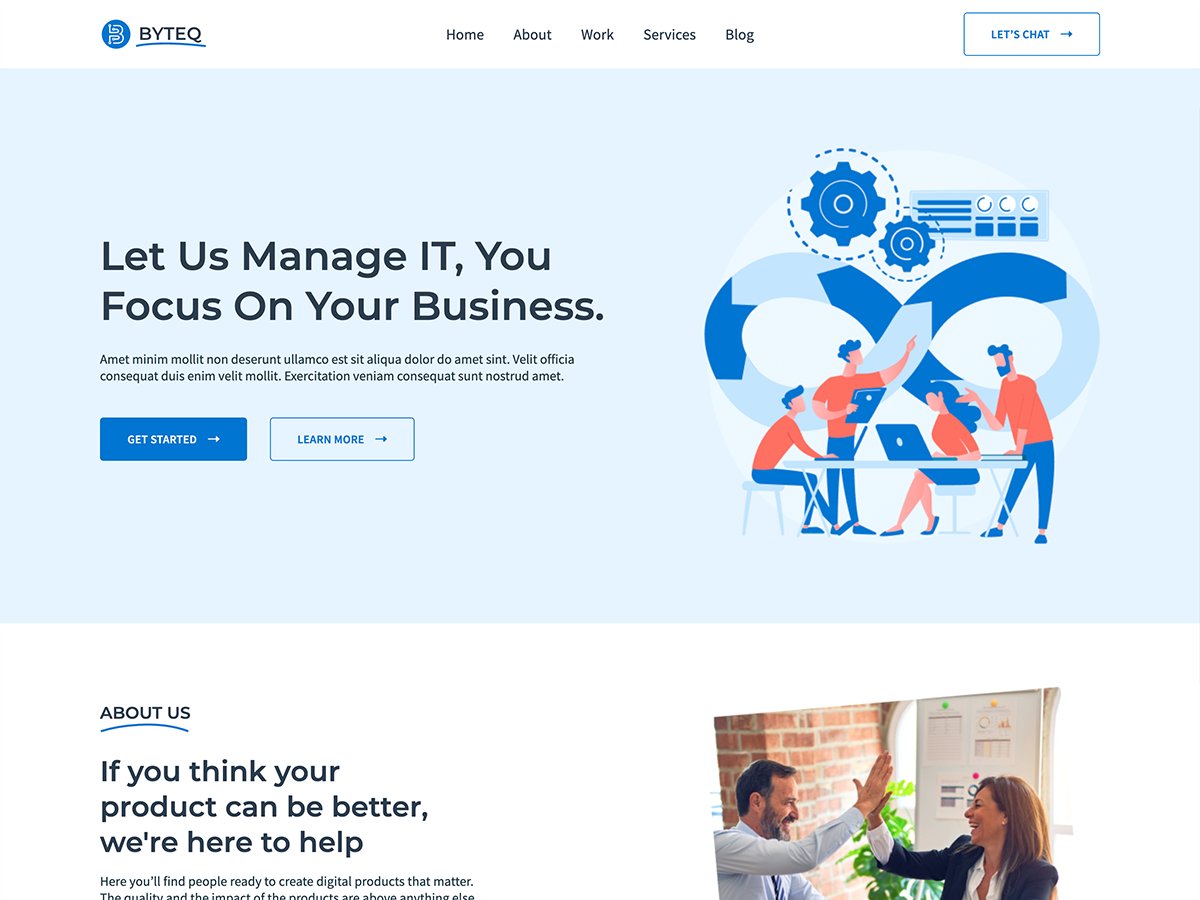 BYTEQ
Home About Work Services Blog
LET'S CHAT
Let Us Manage IT, You
Focus On Your Business.
Amet minim mollit non deserunt ullamco est sit aliqua dolor do amet sint. Velit officia
consequat duis enim velit mollit. Exercitation veniam consequat sunt nostrud amet.
GET STARTED
LEARN MORE
ABOUT US
If you think your
product can be better,
we're here to help
Here you’ll find people ready to create digital products that matter.
The quality and the impact of the products are above anything else